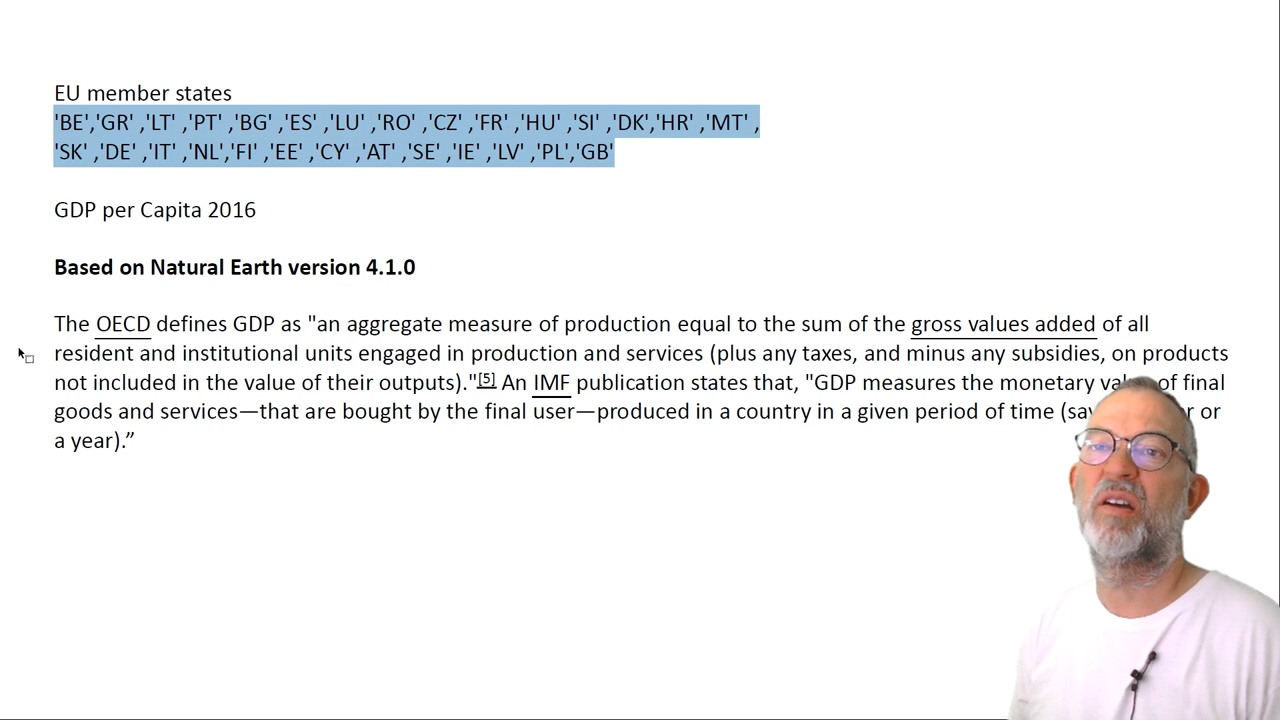 EU member states
'BE','GR' ,'LT' ,'PT' ,'BG' ,'ES' ,'LU' ,'RO' ,'CZ' ,'FR' ,'HU' ,'SI' ,'DK','HR' ,'MT' ,
'SK' ,'DE' ,'IT' ,'NL','FI' ,'EE' ,'CY' ,'AT' ,'SE' ,'IE' ,'LV' ,'PL','GB'
GDP per Capita 2016
Based on Natural Earth version 4.1.0
The OECD defines GDP as "an aggregate measure of production equal to the sum of the gross values added of all
resident and institutional units engaged in production and services (plus any taxes, and minus any subsidies, on products
not included in the value of their outputs)."[5] An IMF publication states that, "GDP measures the monetary of final
goods and services—that are bought by the final user—produced in a country in a given period of time or
a year).”